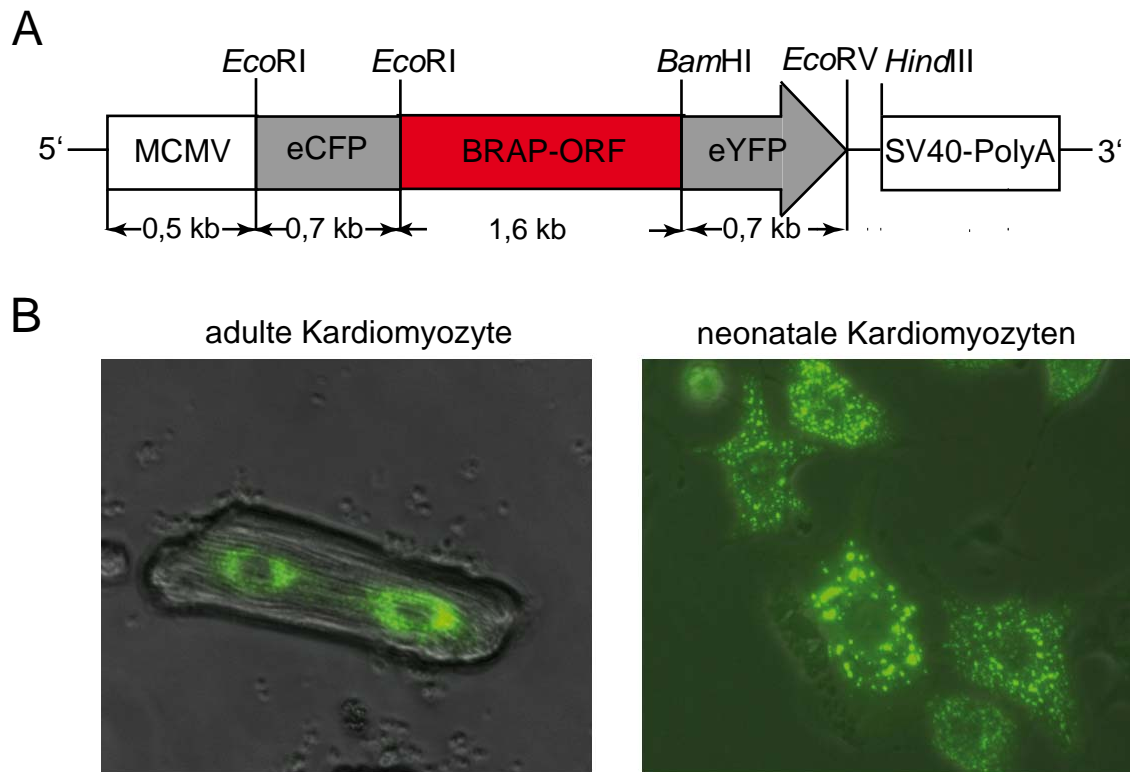 A
EcoRI EcoRI BamHI EcoRV HindIII
5‘ MCMV eCFP BRAP-ORF eYFP SV40-PolyA 3‘
0,5 kb 0,7 kb 1,6 kb 0,7 kb
B
adulte Kardiomyozyte neonatale Kardiomyozyten